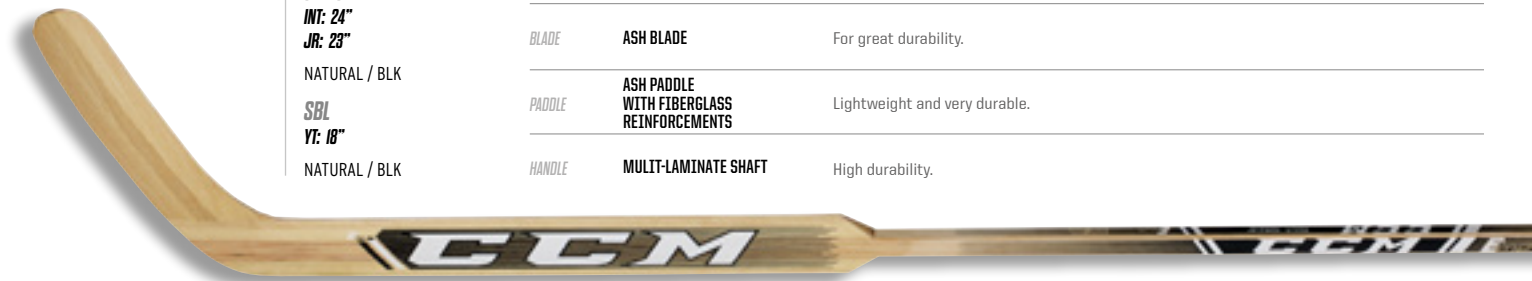 INT: 24"
JR: 23"
NATURAL / BLK
SBL
YT: 18"
NATURAL / BLK
BLADE ASH BLADE For great durability.
PADDLE ASH PADDLE WITH FIBERGLASS REINFORCEMENTS Lightweight and very durable.
HANDLE MULIT-LAMINATE SHAFT High durability.
CCM
CCM